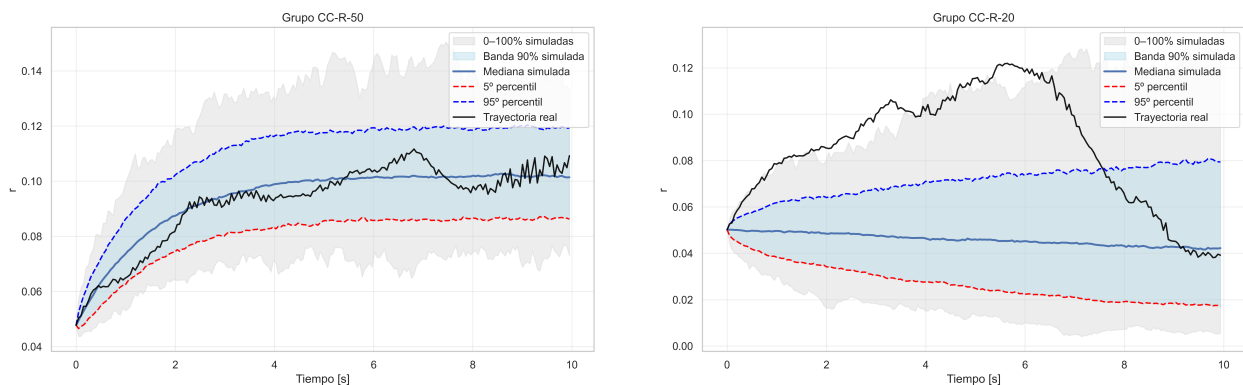 Grupo CC-R-50
0–100% simuladas
Banda 90% simulada
Mediana simulada
5º percentil
95º percentil
Trayectoria real
0.14
0.12
0.10
0.08
0.06
0.04
r
0
2
4
6
8
10
Tiempo [s]
Grupo CC-R-20
0–100% simuladas
Banda 90% simulada
Mediana simulada
5º percentil
95º percentil
Trayectoria real
0.12
0.10
0.08
0.06
0.04
0.02
0.00
r
0
2
4
6
8
10
Tiempo [s]